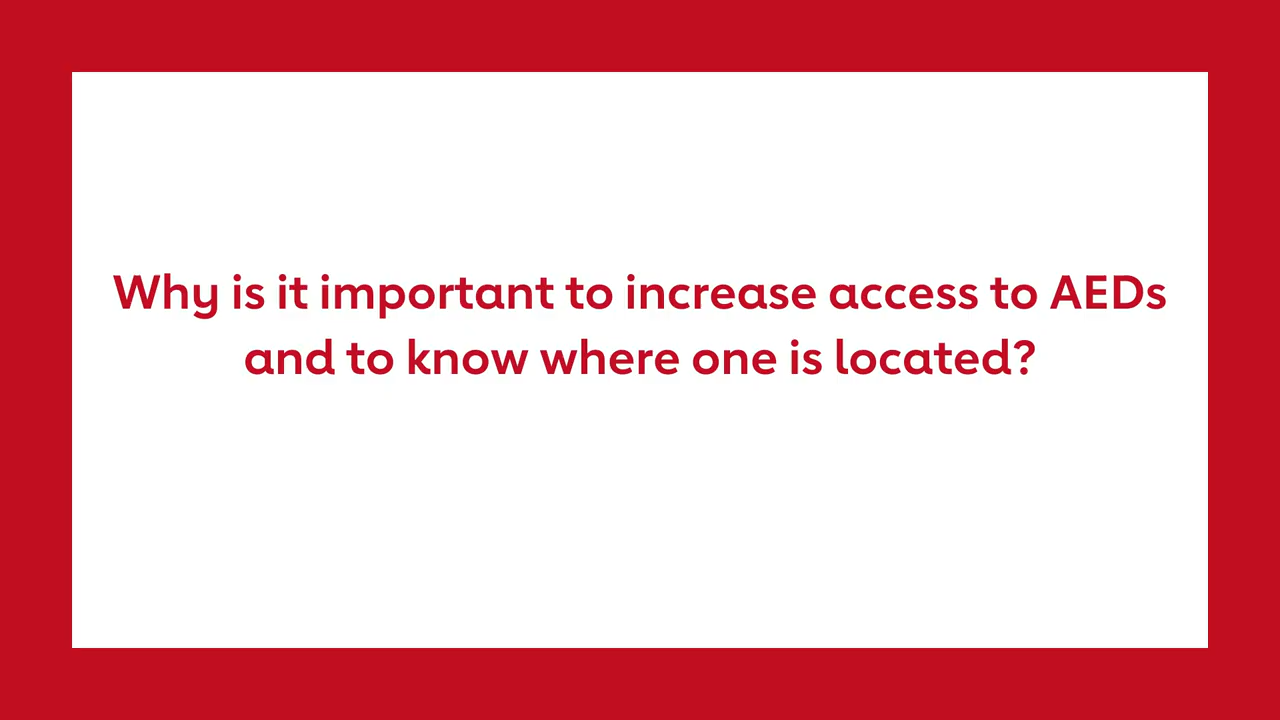 Why is it important to increase access to AEDs
and to know where one is located?